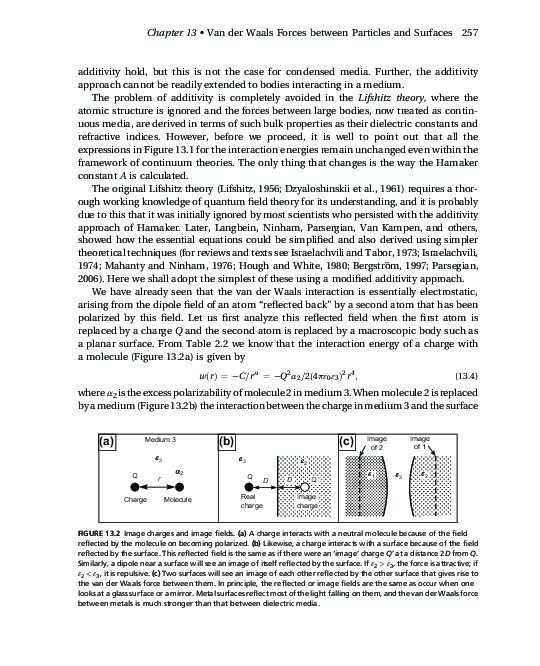 Chapter 13 • Van der Waals Forces between Particles and Surfaces 257
additivity hold, but this is not the case for condensed media. Further, the additivity
approach cannot be readily extended to bodies interacting in a medium.
The problem of additivity is completely avoided in the Lifshitz theory, where the
atomic structure is ignored and the forces between large bodies, now treated as contin-
uous media, are derived in terms of such bulk properties as their dielectric constants and
refractive indices. However, before we proceed, it is well to point out that all the
expressions in Figure 13.1 for the interaction energies remain unchanged even within the
framework of continuum theories. The only thing that changes is the way the Hamaker
constant A is calculated.
The original Lifshitz theory (Lifshitz, 1956; Dzyaloshinskii et al., 1961) requires a thor-
ough working knowledge of quantum field theory for its understanding, and it is probably
due to this that it was initially ignored by most scientists who persisted with the additivity
approach of Hamaker. Later, Langbein, Ninham, Parsergian, Van Kampen, and others,
showed how the essential equations could be simplified and also derived using simpler
theoretical techniques (for reviews and texts see Israelachvili and Tabor, 1973; Israelachvili,
1974; Mahanty and Ninham, 1976; Hough and White, 1980; Bergström, 1997; Parsegian,
2006). Here we shall adopt the simplest of these using a modified additivity approach.
We have already seen that the van der Waals interaction is essentially electrostatic,
arising from the dipole field of an atom “reflected back” by a second atom that has been
polarized by this field. Let us first analyze this reflected field when the first atom is
replaced by a charge Q and the second atom is replaced by a macroscopic body such as
a planar surface. From Table 2.2 we know that the interaction energy of a charge with
a molecule (Figure 13.2a) is given by
w(r) = −C/rⁿ = −Q²α₂/2(4πε₀ε₃)²r⁴, (13.4)
where α₂ is the excess polarizability of molecule 2 in medium 3. When molecule 2 is replaced
by a medium (Figure 13.2b) the interaction between the charge in medium 3 and the surface
(a) Medium 3 ε₃ Q r α₂ Charge Molecule
(b) ε₃ ε₂ Q D D Q′ Real charge Image charge
(c) Image of 2 Image of 1 ε₁ ε₃ ε₂
FIGURE 13.2 Image charges and image fields. (a) A charge interacts with a neutral molecule because of the field
reflected by the molecule on becoming polarized. (b) Likewise, a charge interacts with a surface because of the field
reflected by the surface. This reflected field is the same as if there were an ‘image’ charge Q′ at a distance 2D from Q.
Similarly, a dipole near a surface will see an image of itself reflected by the surface. If ε₂ > ε₃, the force is attractive; if
ε₂ < ε₃, it is repulsive. (c) Two surfaces will see an image of each other reflected by the other surface that gives rise to
the van der Waals force between them. In principle, the reflected or image fields are the same as occur when one
looks at a glass surface or a mirror. Metal surfaces reflect most of the light falling on them, and the van der Waals force
between metals is much stronger than that between dielectric media.